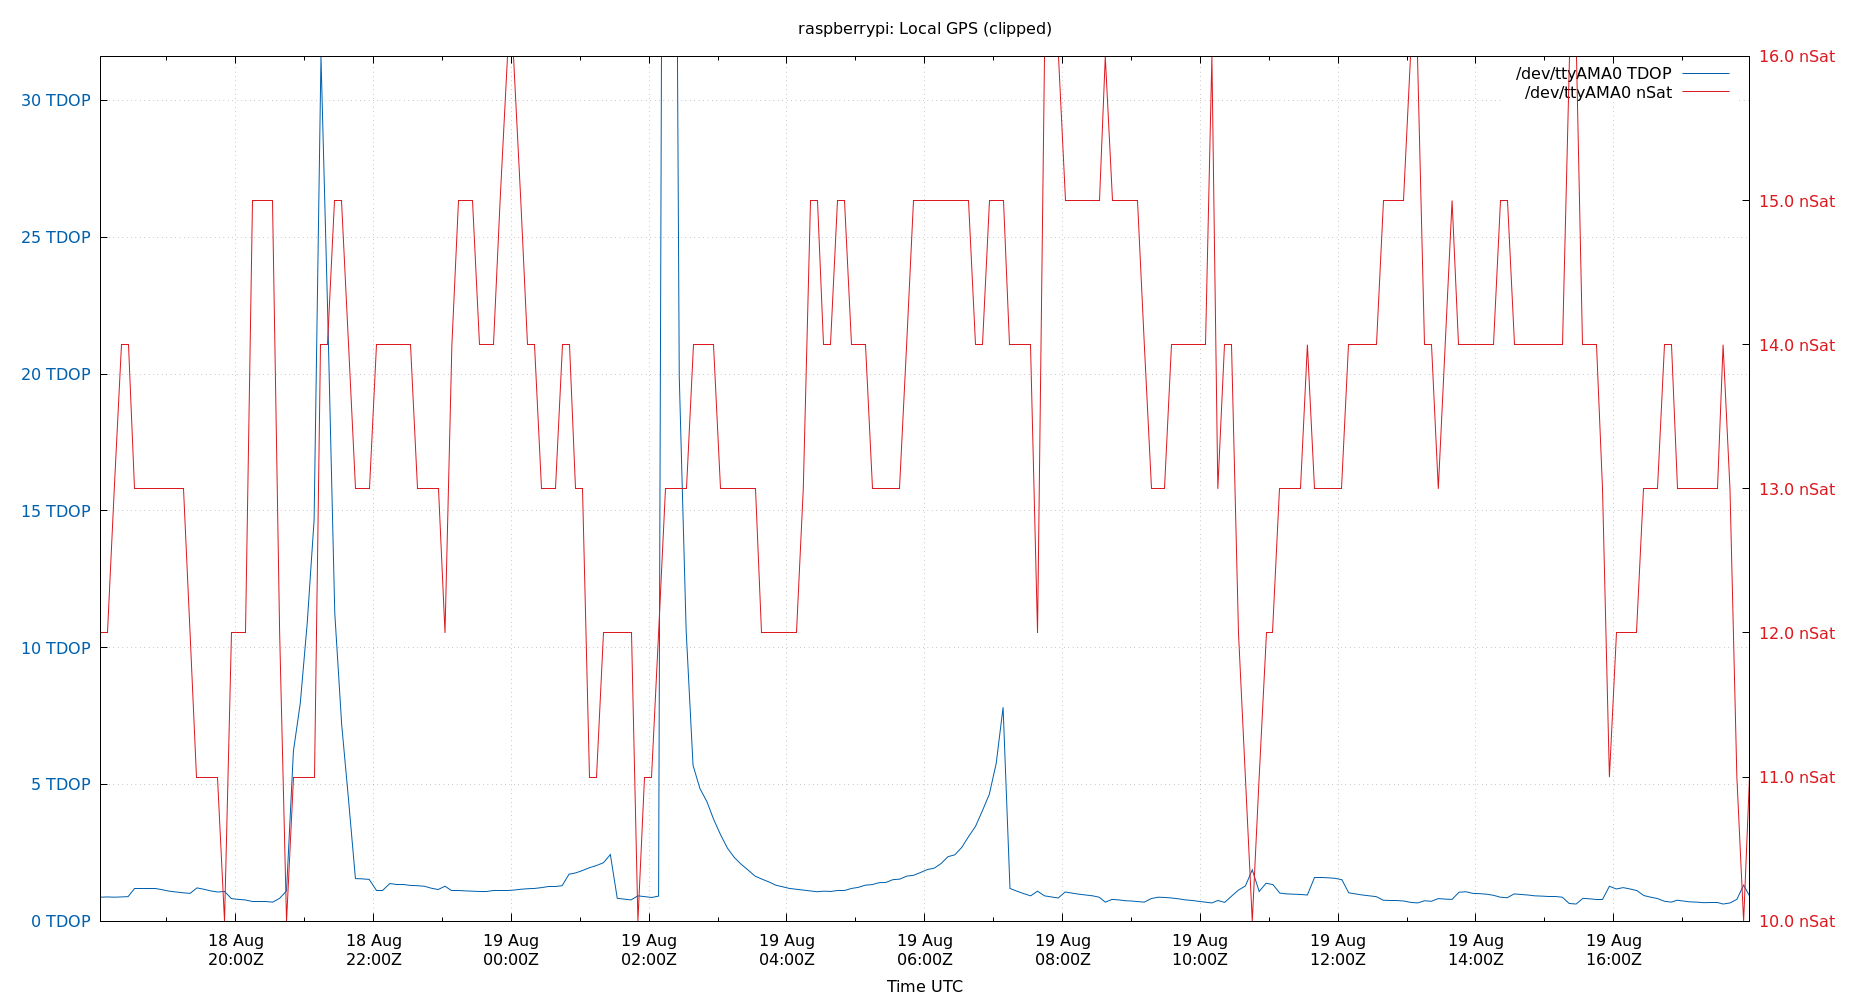 raspberrypi: Local GPS (clipped)
16.0 nSat
/dev/ttyAMA0 TDOP
/dev/ttyAMA0 nSat
30 TDOP
15.0 nSat
25 TDOP
14.0 nSat
20 TDOP
13.0 nSat
15 TDOP
12.0 nSat
10 TDOP
11.0 nSat
5 TDOP
0 TDOP
10.0 nSat
18 Aug 18 Aug 19 Aug 19 Aug 19 Aug 19 Aug 19 Aug 19 Aug 19 Aug 19 Aug 19 Aug
20:00Z 22:00Z 00:00Z 02:00Z 04:00Z 06:00Z 08:00Z 10:00Z 12:00Z 14:00Z 16:00Z
Time UTC